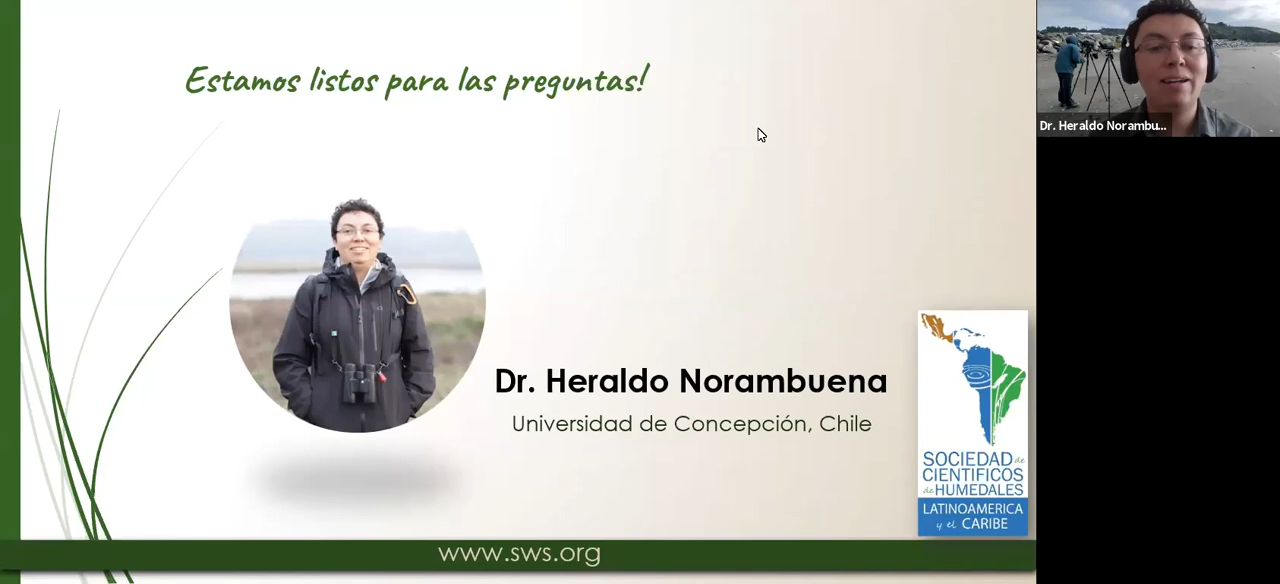 Estamos listos para las preguntas!
Dr. Heraldo Norambu...
Dr. Heraldo Norambuena
Universidad de Concepción, Chile
SOCIEDAD de
CIENTIFICOS
de HUMEDALES
LATINOAMERICA
y el CARIBE
www.sws.org